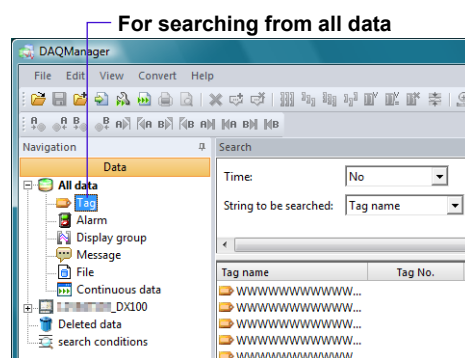 For searching from all data
DAQManager
File Edit View Convert Help
Navigation
Search
Data
Time: No
All data
Tag
String to be searched: Tag name
Alarm
Display group
Message
File
Tag name Tag No.
Continuous data
WWWWWWWWWWWW...
_DX100
WWWWWWWWWWWW...
Deleted data
WWWWWWWWWWWW...
search conditions
WWWWWWWWWWWW...
WWWWWWWWWWWW